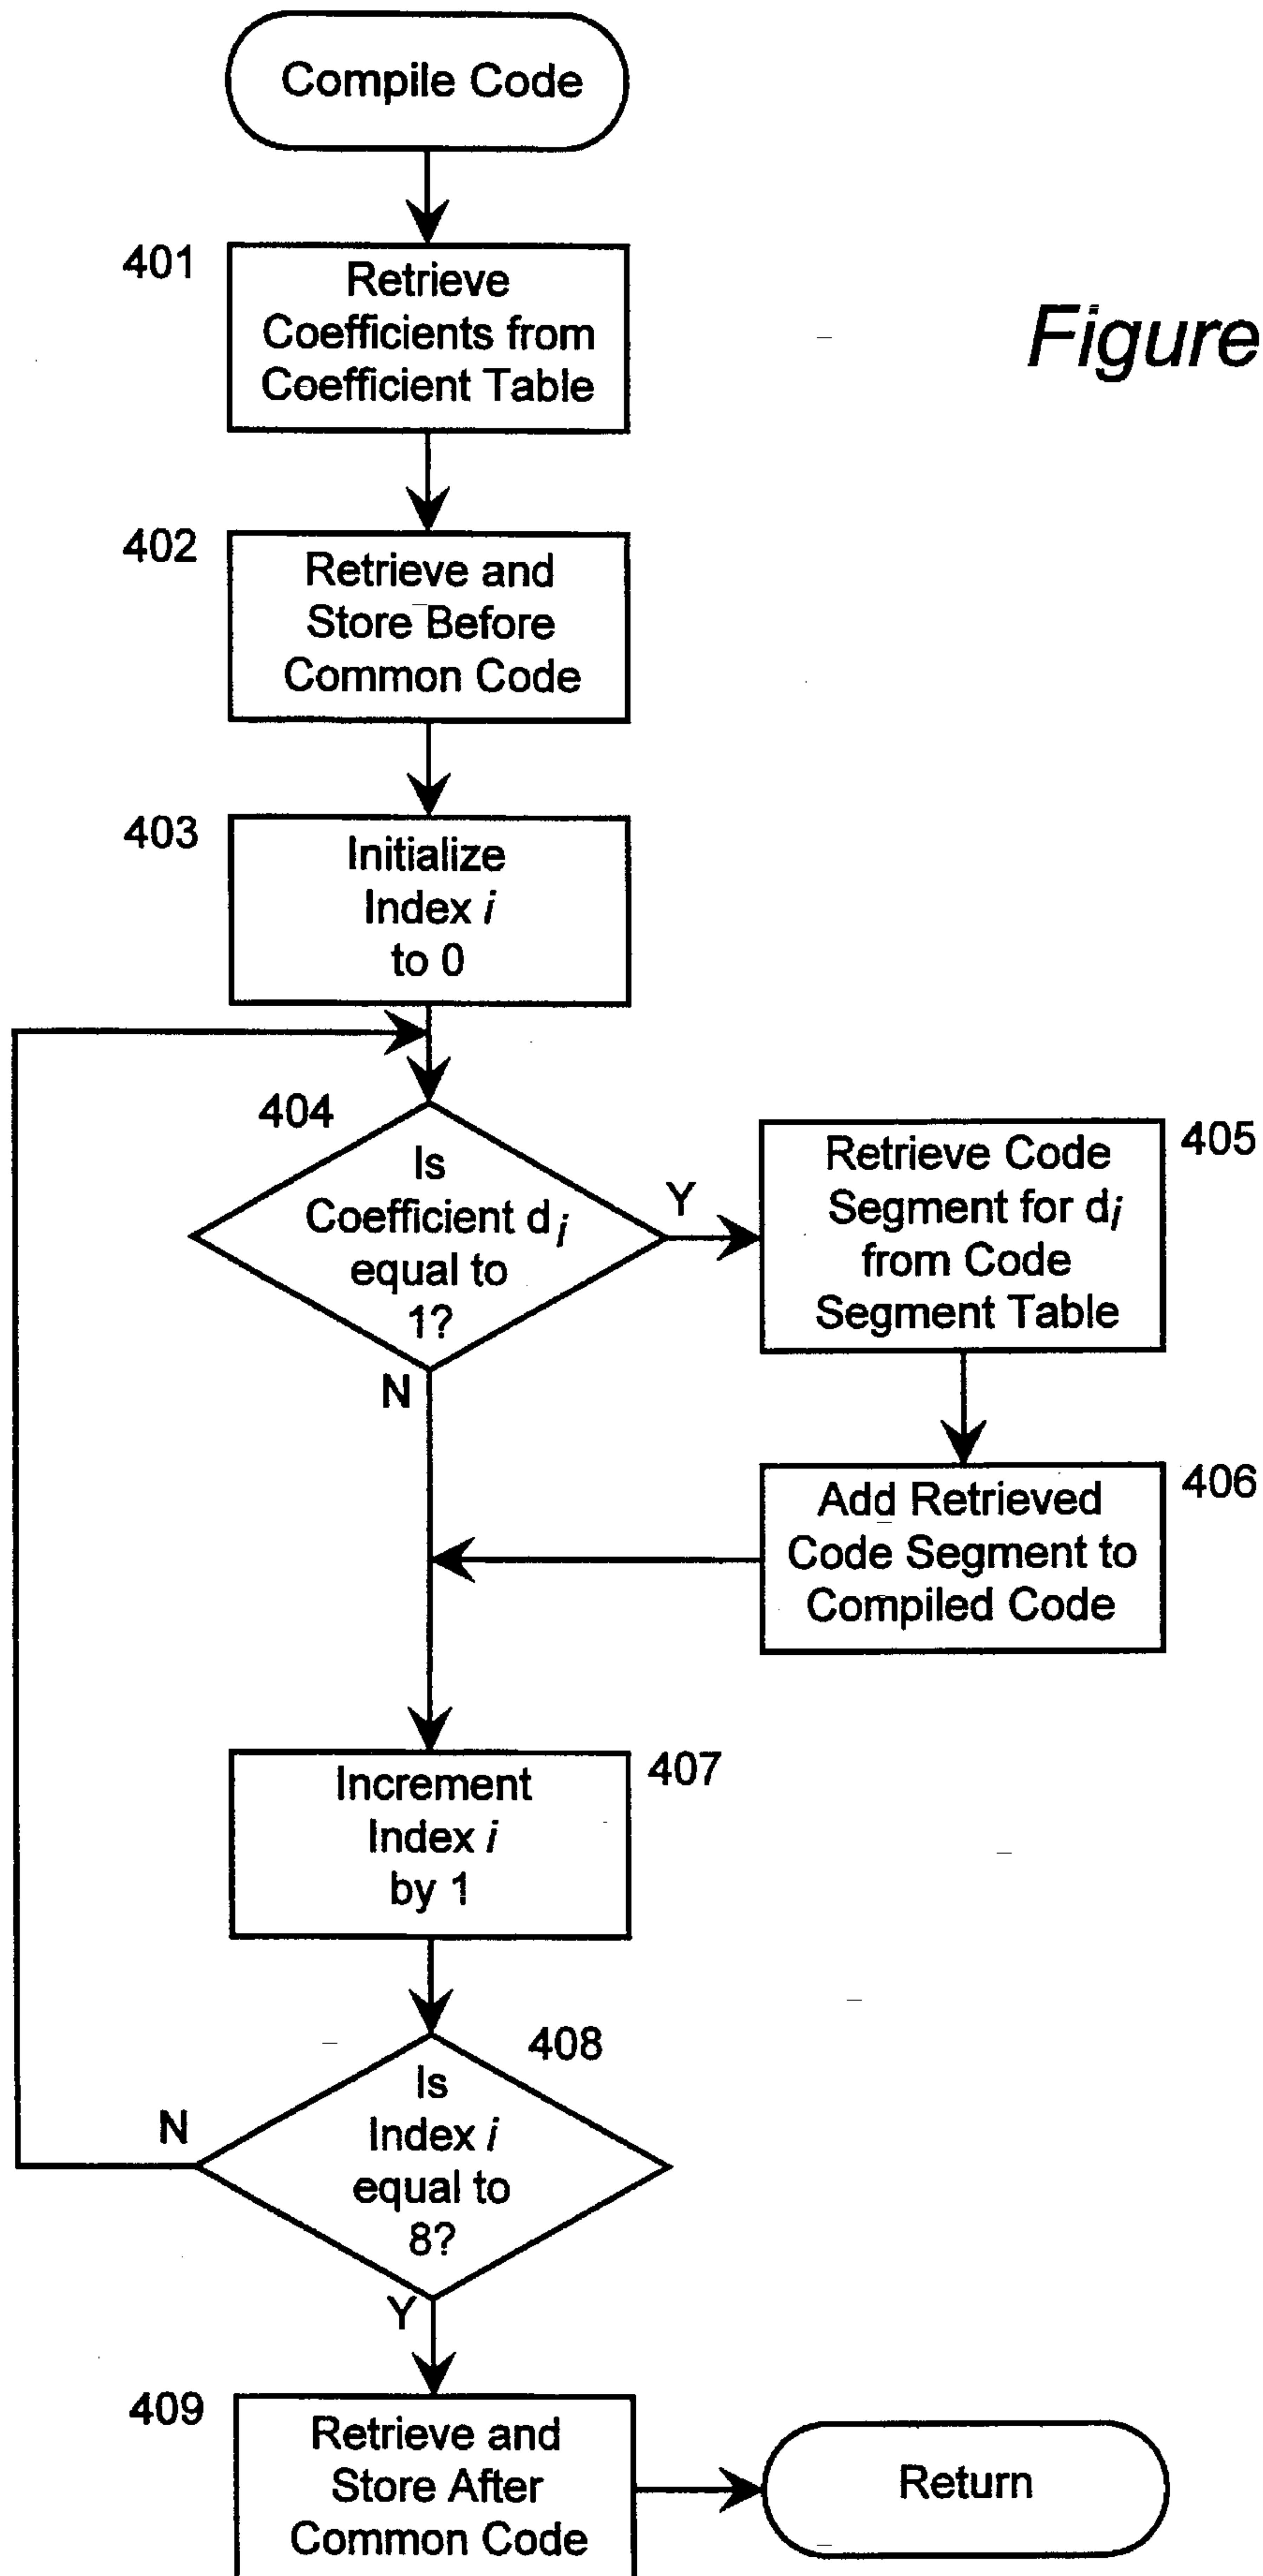 Compile Code
401
Retrieve
Coefficients from
Coefficient Table
Figure
402
Retrieve and
Store Before
Common Code
403
Initialize
Index i
to 0
404
Is
Coefficient di
equal to
1?
Y
N
405
Retrieve Code
Segment for di
from Code
Segment Table
406
Add Retrieved
Code Segment to
Compiled Code
407
Increment
Index i
by 1
408
Is
Index i
equal to
8?
N
Y
409
Retrieve and
Store After
Common Code
Return